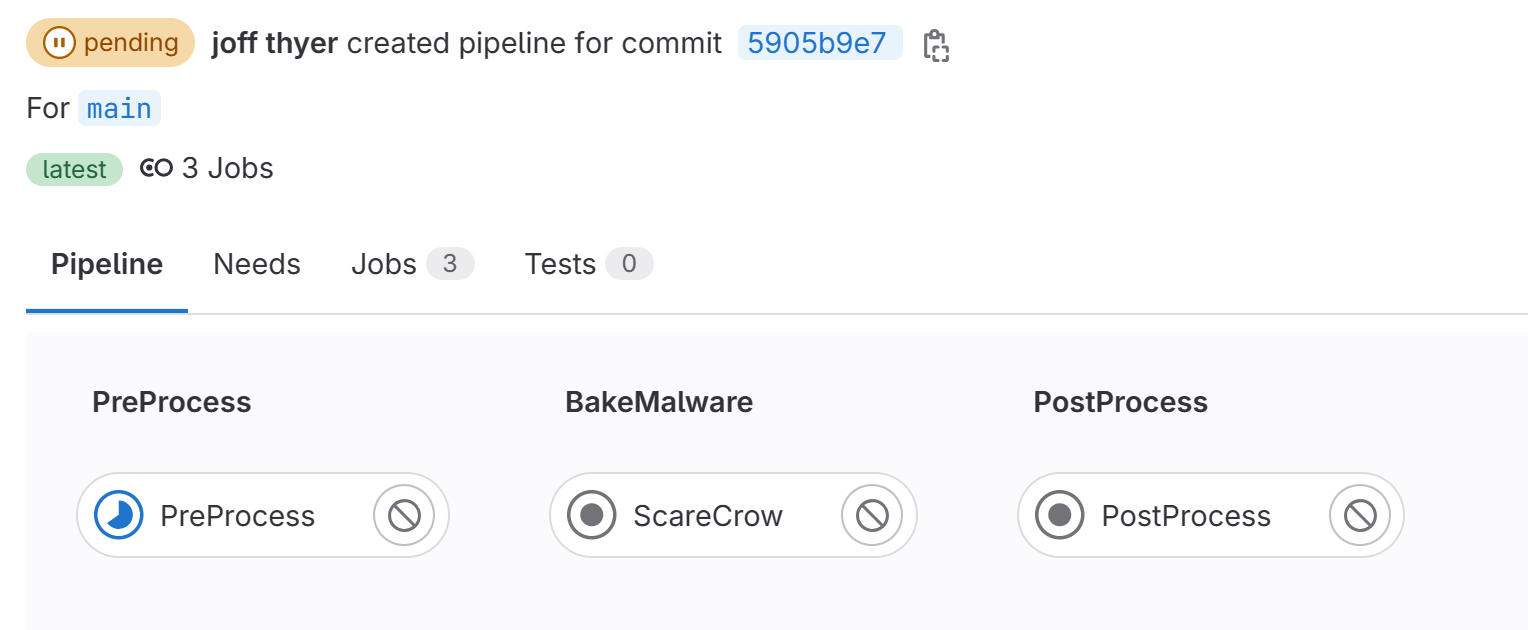 pending joff thyer created pipeline for commit 5905b9e7
For main
latest 3 Jobs
Pipeline Needs Jobs 3 Tests 0
PreProcess BakeMalware PostProcess
PreProcess ScareCrow PostProcess